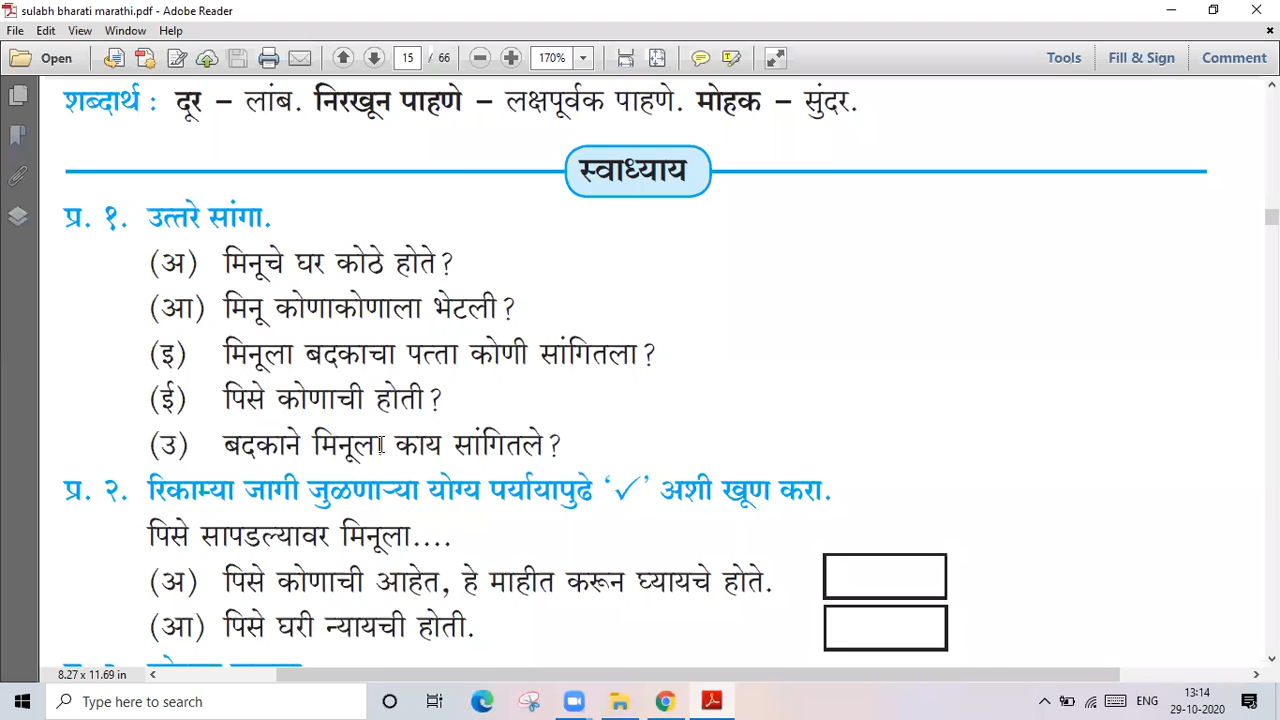 sulabh bharati marathi.pdf - Adobe Reader
File Edit View Window Help
Open 15 / 66 170% Tools Fill & Sign Comment
शब्दार्थ : दूर – लांब. निरखून पाहणे – लक्षपूर्वक पाहणे. मोहक – सुंदर.
स्वाध्याय
प्र. १. उत्तरे सांगा.
(अ) मिनूचे घर कोठे होते?
(आ) मिनू कोणाकोणाला भेटली?
(इ) मिनूला बदकाचा पत्ता कोणी सांगितला?
(ई) पिसे कोणाची होती?
(उ) बदकाने मिनूला काय सांगितले?
प्र. २. रिकाम्या जागी जुळणाऱ्या योग्य पर्यायापुढे ‘✓’ अशी खूण करा.
पिसे सापडल्यावर मिनूला....
(अ) पिसे कोणाची आहेत, हे माहीत करून घ्यायचे होते.
(आ) पिसे घरी न्यायची होती.
8.27 x 11.69 in
Type here to search ENG 13:14
29-10-2020